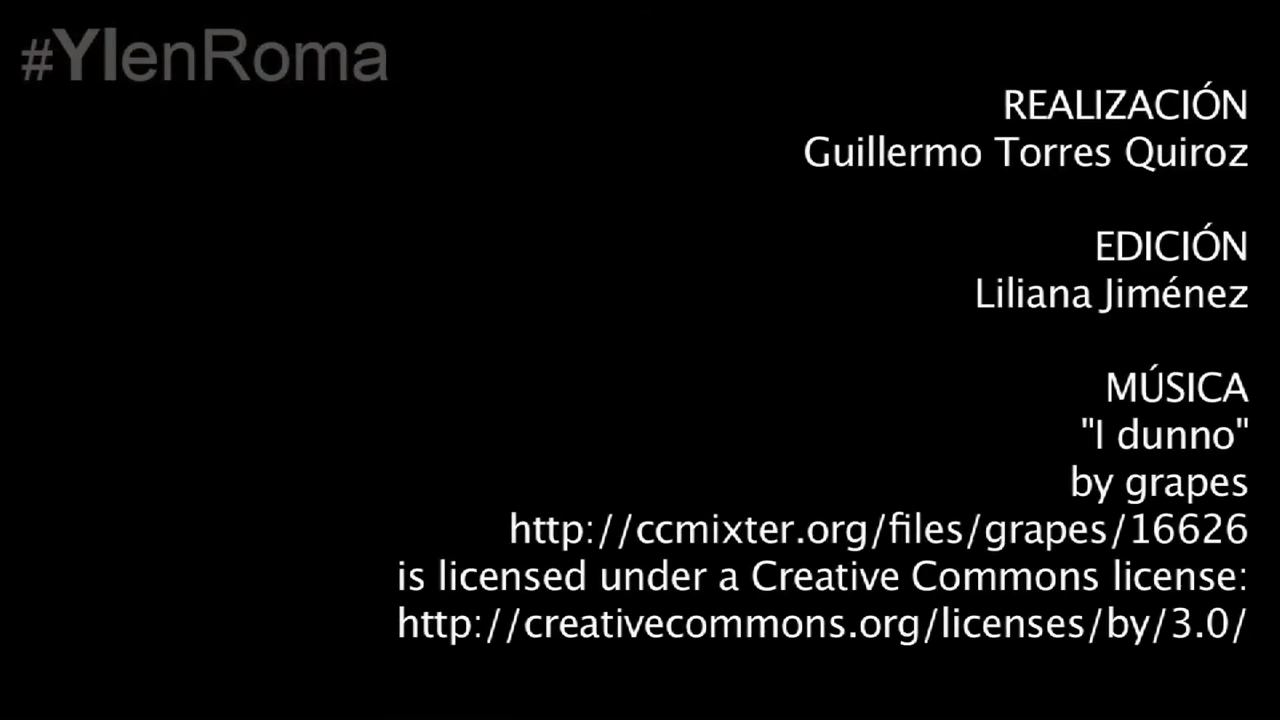 #YIenRoma
REALIZACIÓN
Guillermo Torres Quiroz
EDICIÓN
Liliana Jiménez
MÚSICA
"I dunno"
by grapes
http://ccmixter.org/files/grapes/16626
is licensed under a Creative Commons license:
http://creativecommons.org/licenses/by/3.0/